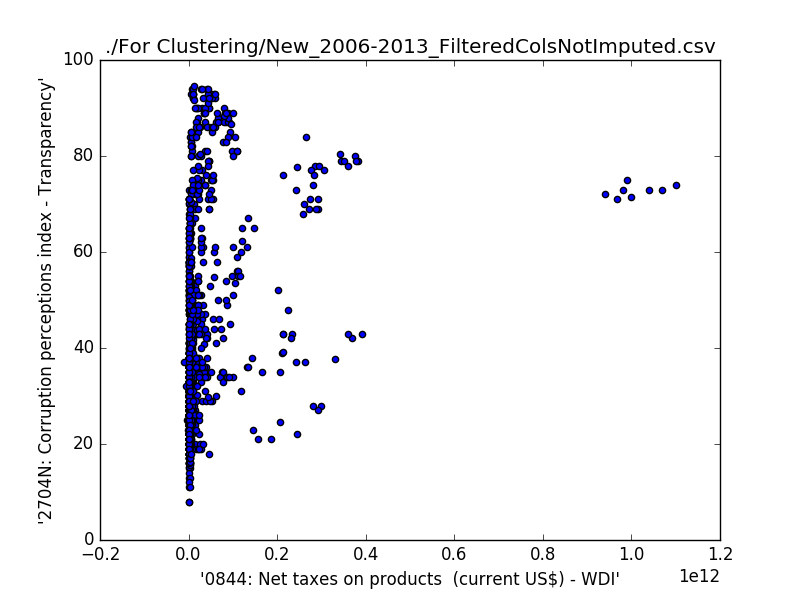 ./For Clustering/New_2006-2013_FilteredColsNotImputed.csv
100
80
60
40
20
0
'2704N: Corruption perceptions index - Transparency'
−0.2 0.0 0.2 0.4 0.6 0.8 1.0 1.2
1e12
'0844: Net taxes on products  (current US$) - WDI'